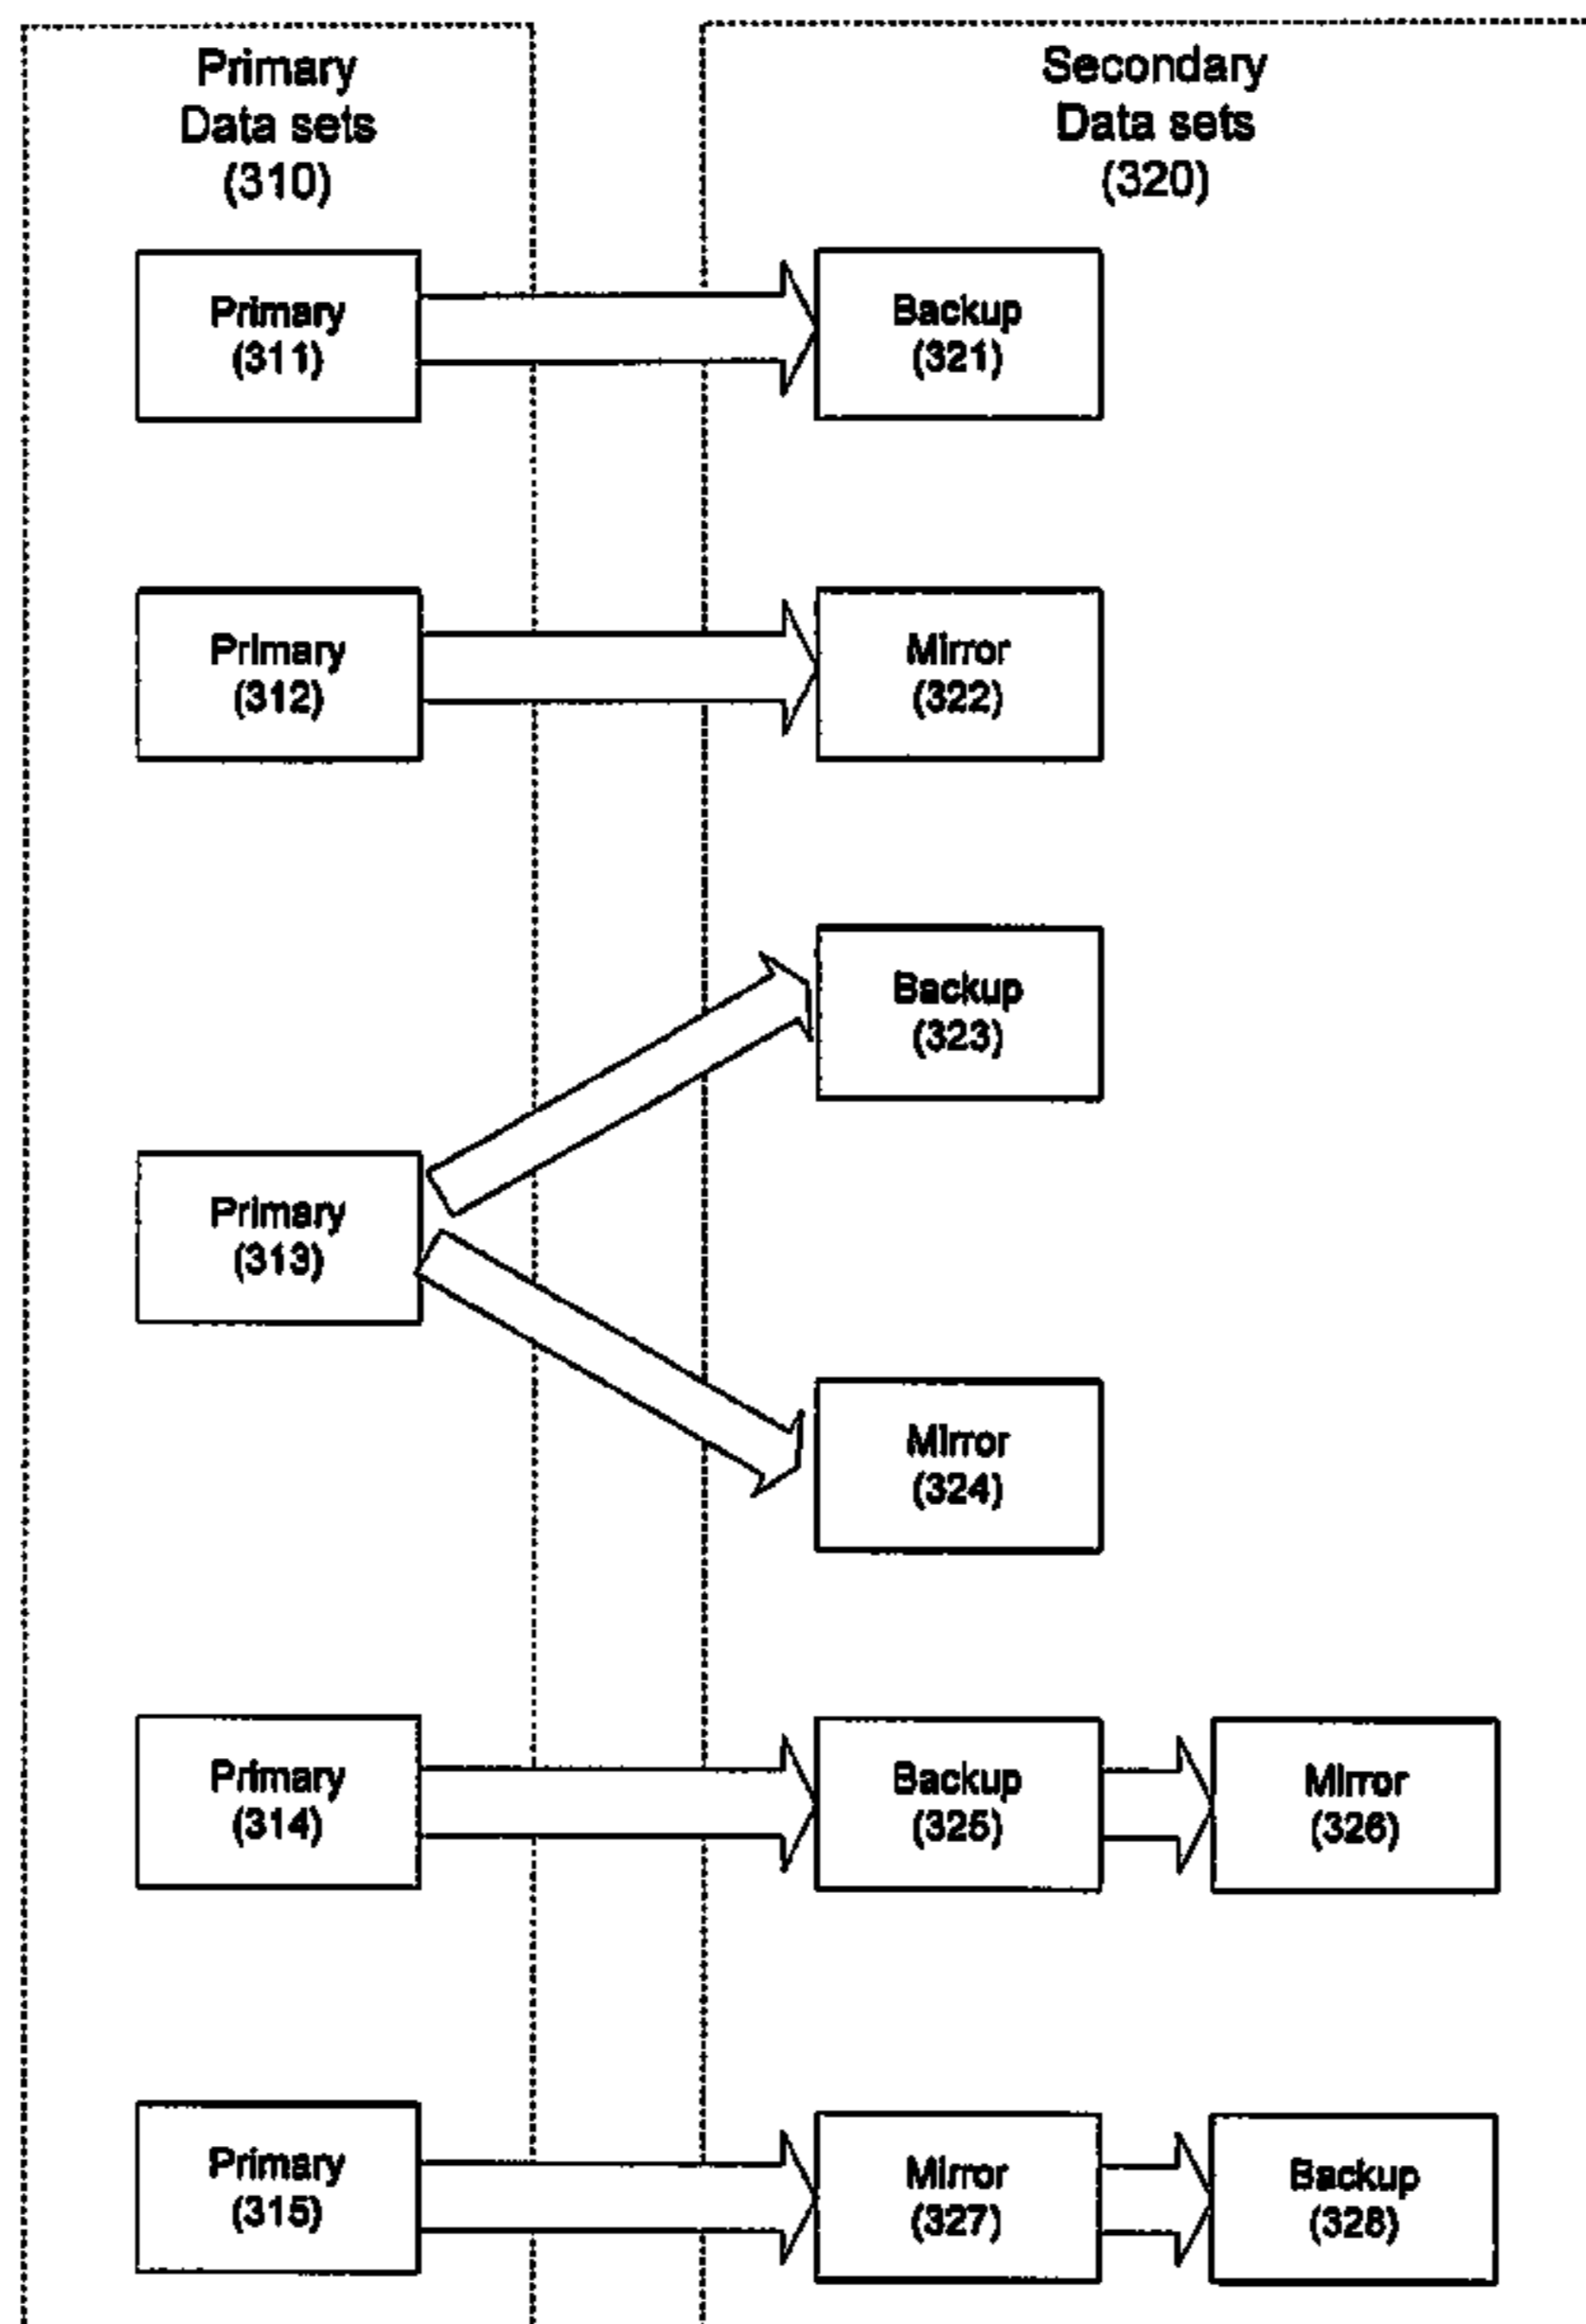 Primary
Data sets
(310)
Secondary
Data sets
(320)
Primary
(311)
Backup
(321)
Primary
(312)
Mirror
(322)
Backup
(323)
Primary
(313)
Mirror
(324)
Primary
(314)
Backup
(325)
Mirror
(326)
Primary
(315)
Mirror
(327)
Backup
(328)